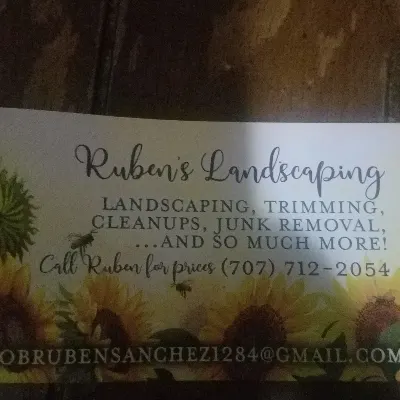 Ruben's Landscaping
LANDSCAPING, TRIMMING,
CLEANUPS, JUNK REMOVAL,
...AND SO MUCH MORE!
Call Ruben for prices (707) 712-2054
OBRUBENSANCHEZ1284@GMAIL.COM